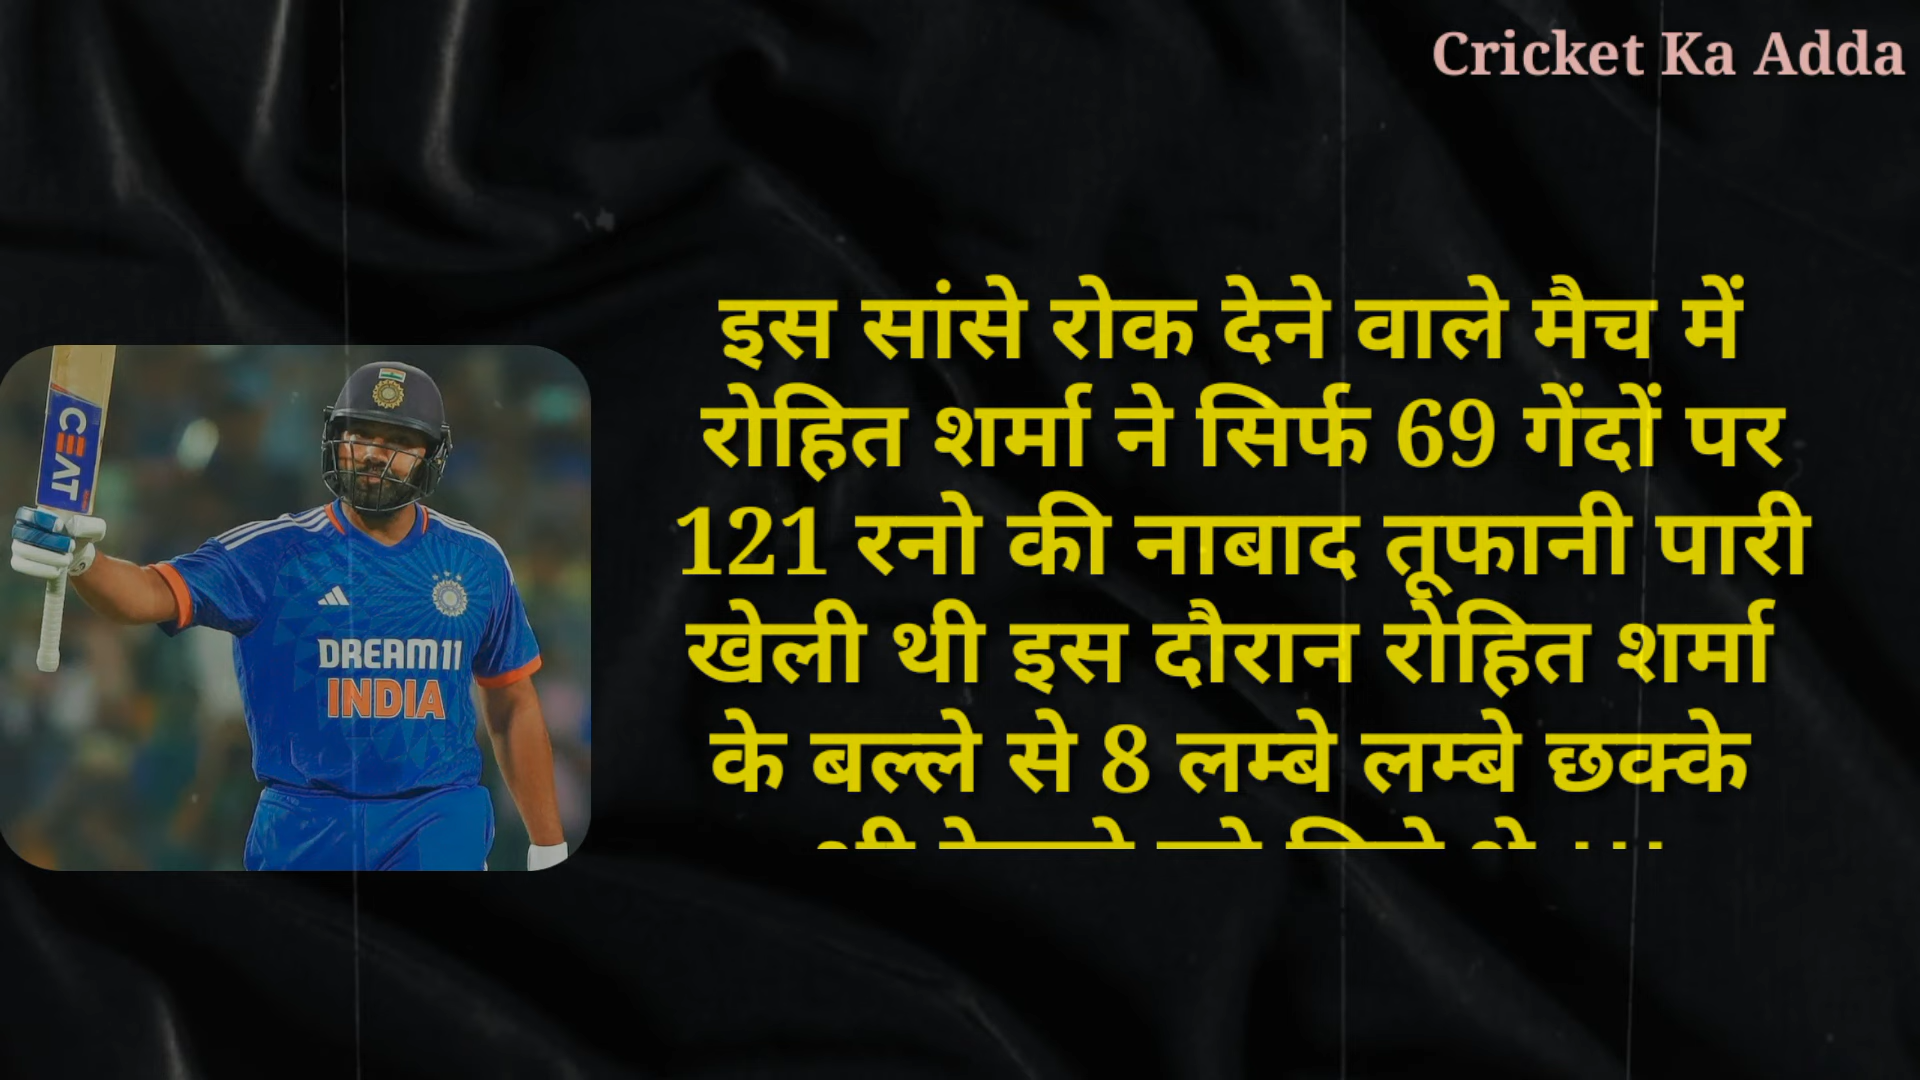 Cricket Ka Adda
इस सांसे रोक देने वाले मैच में
रोहित शर्मा ने सिर्फ 69 गेंदों पर
121 रनो की नाबाद तूफानी पारी
खेली थी इस दौरान रोहित शर्मा
के बल्ले से 8 लम्बे लम्बे छक्के
CEAT
DREAM11
INDIA